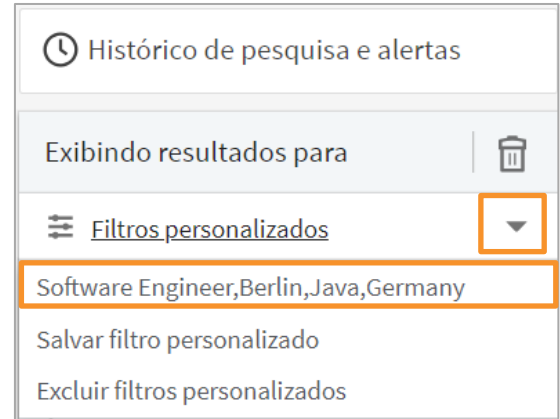 Histórico de pesquisa e alertas
Exibindo resultados para
Filtros personalizados
Software Engineer,Berlin,Java,Germany
Salvar filtro personalizado
Excluir filtros personalizados